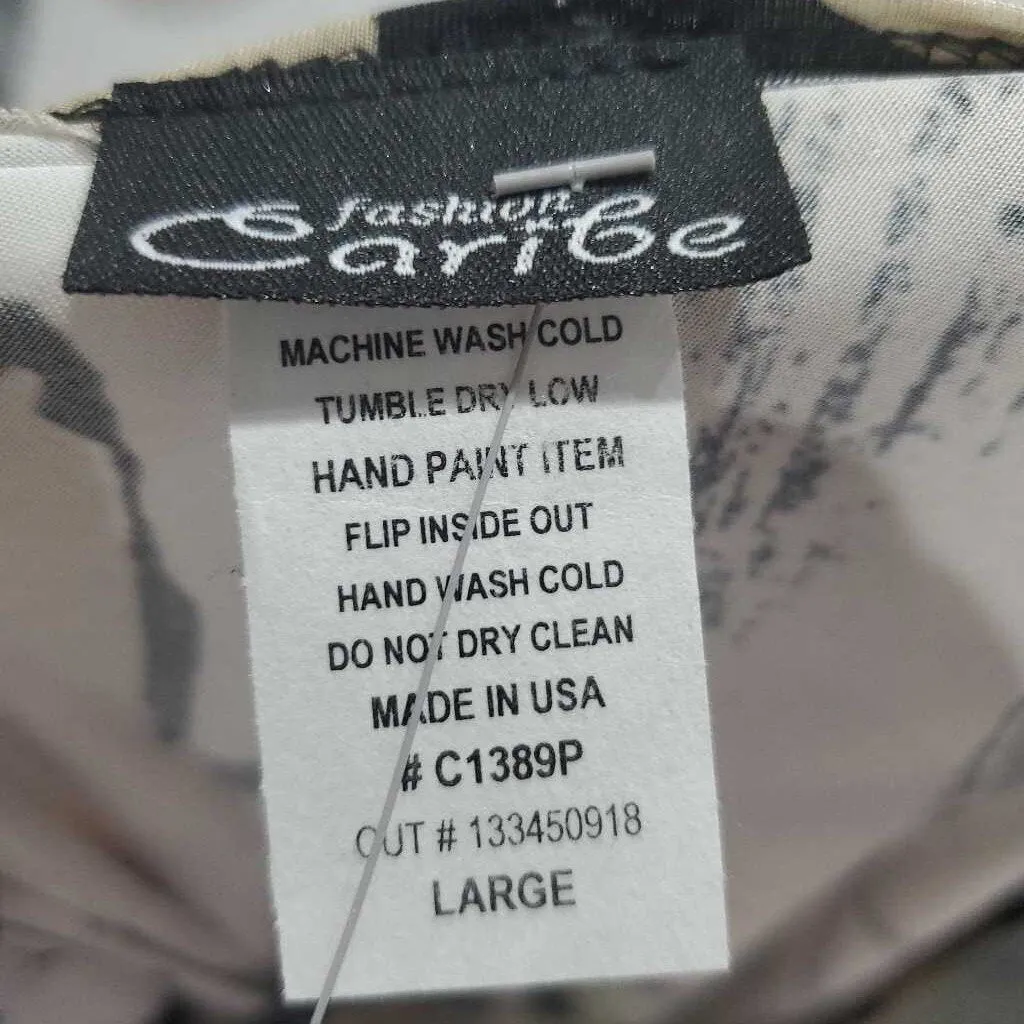 fashion
Caribe
MACHINE WASH COLD
TUMBLE DRY LOW
HAND PAINT ITEM
FLIP INSIDE OUT
HAND WASH COLD
DO NOT DRY CLEAN
MADE IN USA
# C1389P
CUT # 133450918
LARGE